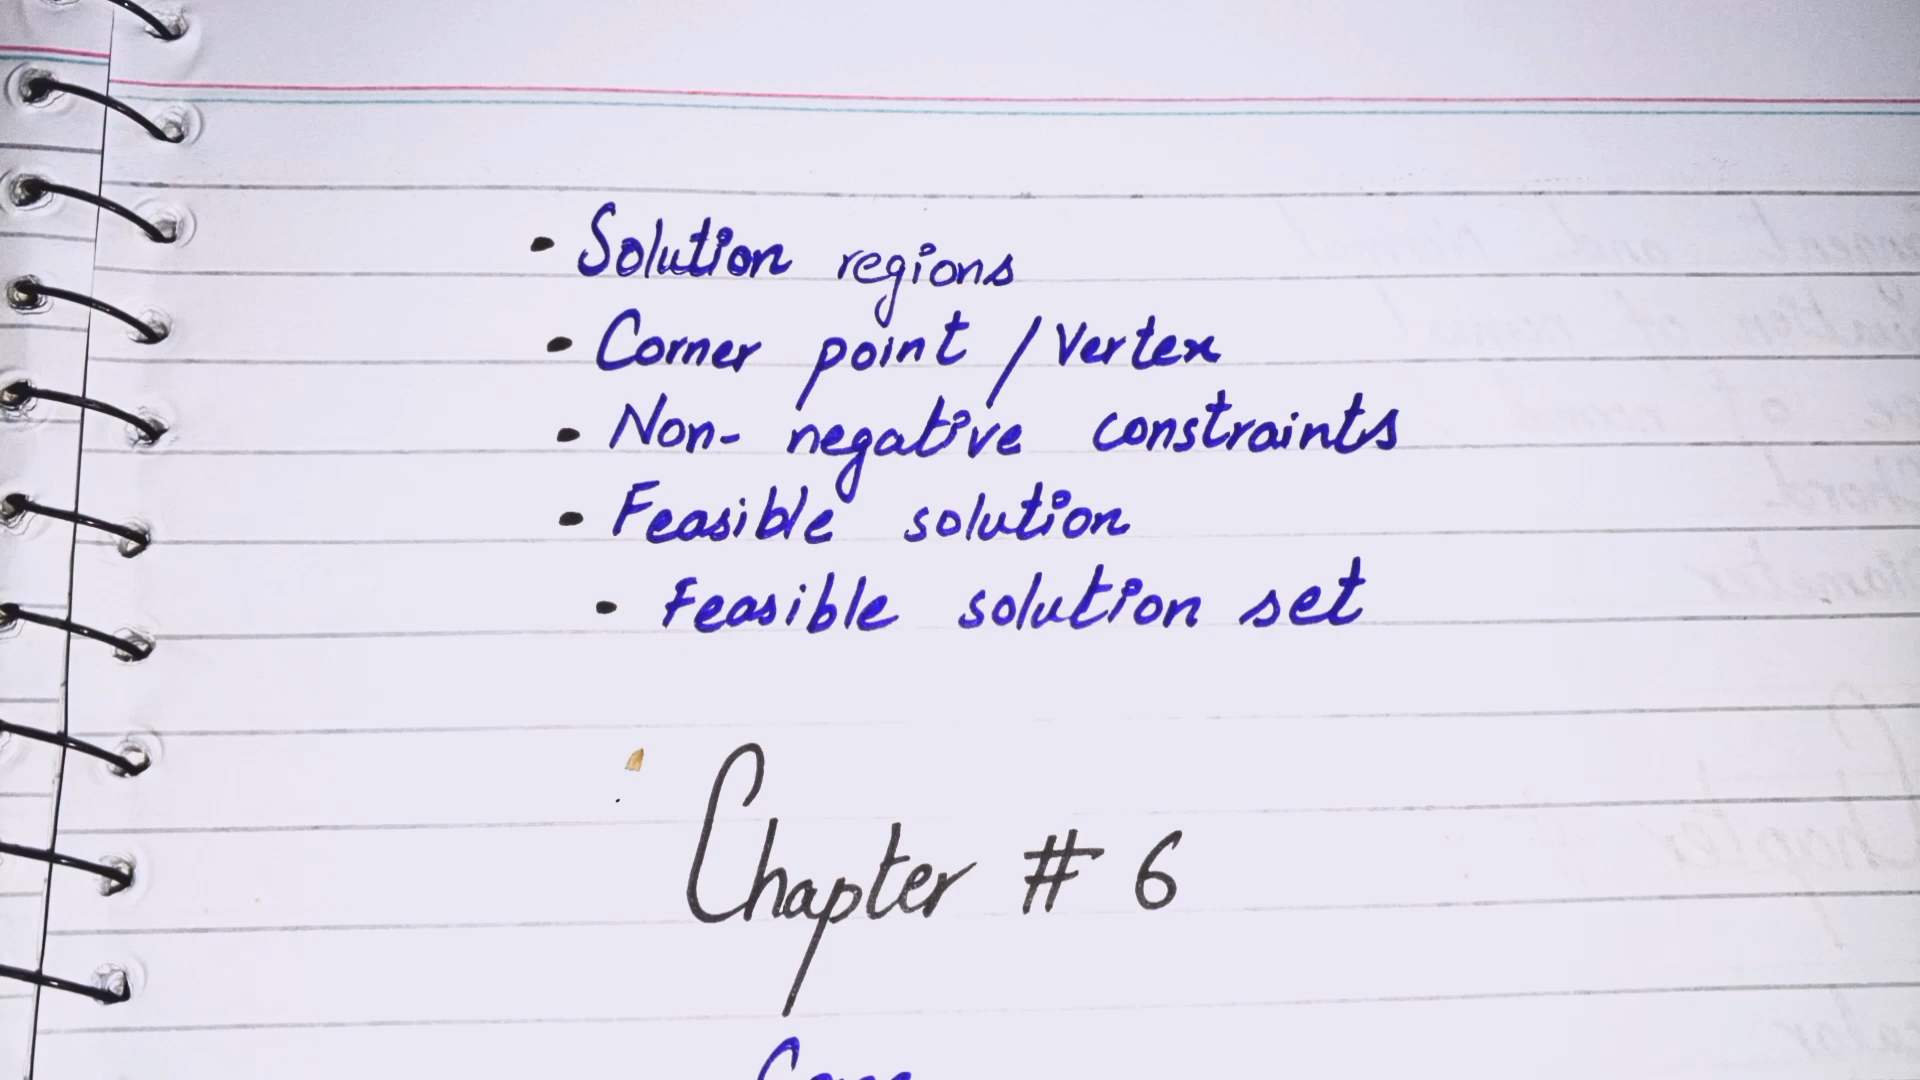 • Solution regions
• Corner point / Vertex
• Non-negative constraints
• Feasible solution
• Feasible solution set
Chapter # 6